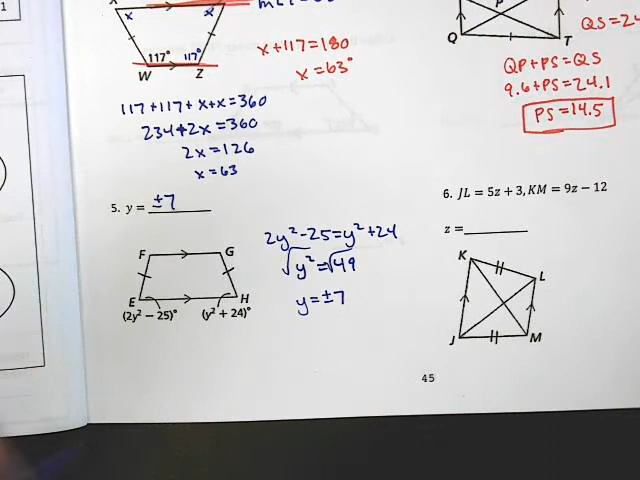 x
x
117°
117°
W
Z
x+117=180
x=63°
117+117+x+x=360
234+2x=360
2x=126
x=63
Q
T
QP+PS=QS
9.6+PS=24.1
PS=14.5
5. y = ±7
F
G
E
H
(2y² − 25)°
(y² + 24)°
2y²-25=y²+24
√y²=√49
y=±7
6. JL = 5z + 3, KM = 9z − 12
z =
K
L
J
M
45